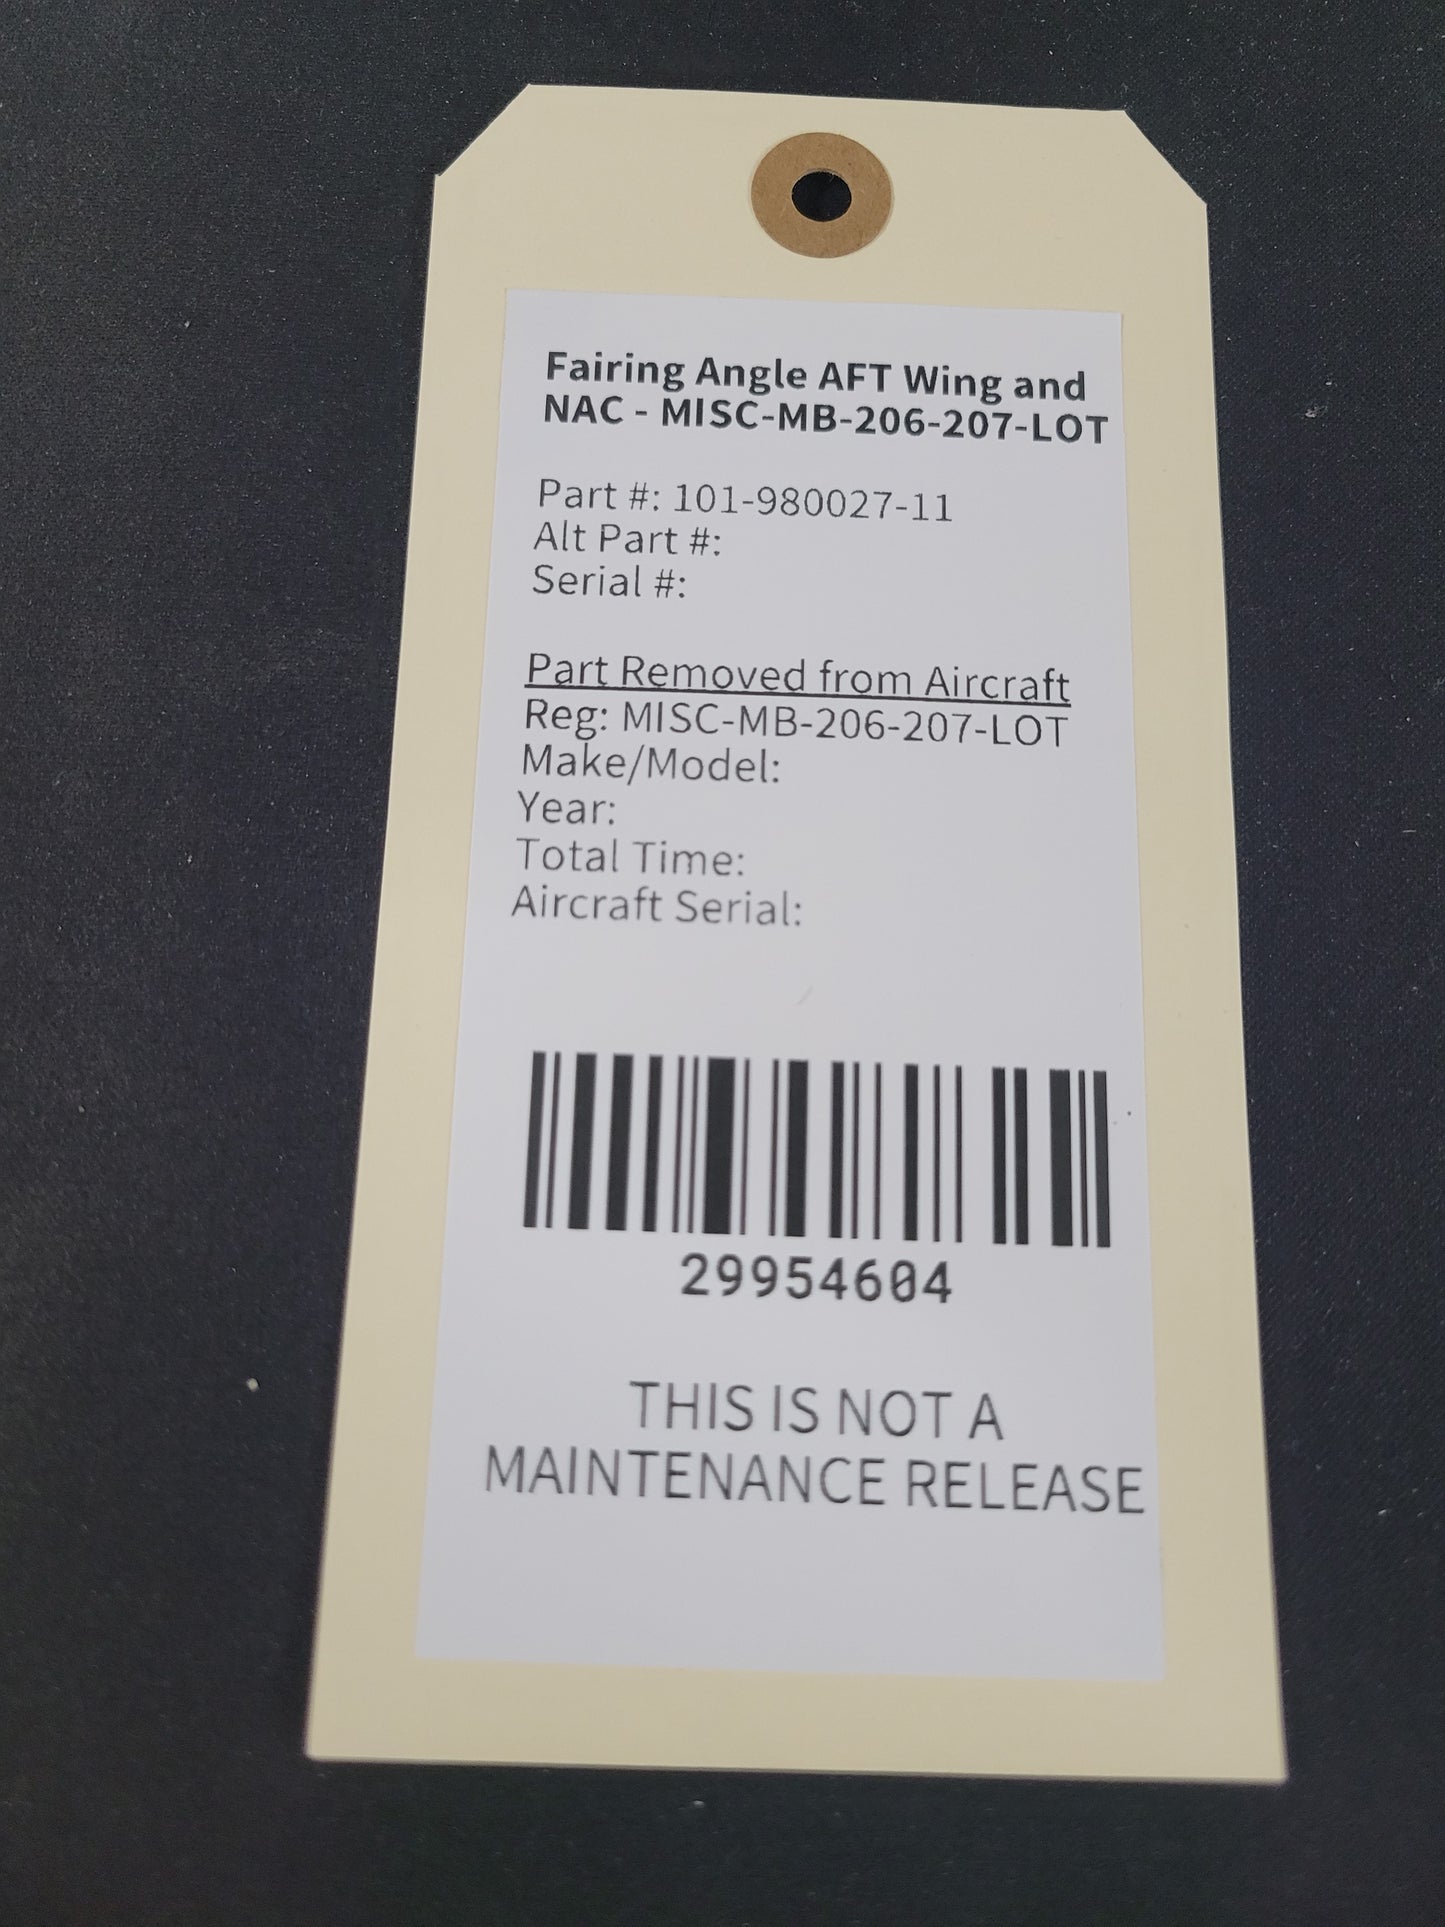 Fairing Angle AFT Wing and
NAC - MISC-MB-206-207-LOT
Part #: 101-980027-11
Alt Part #:
Serial #:
Part Removed from Aircraft
Reg: MISC-MB-206-207-LOT
Make/Model:
Year:
Total Time:
Aircraft Serial:
29954604
THIS IS NOT A
MAINTENANCE RELEASE